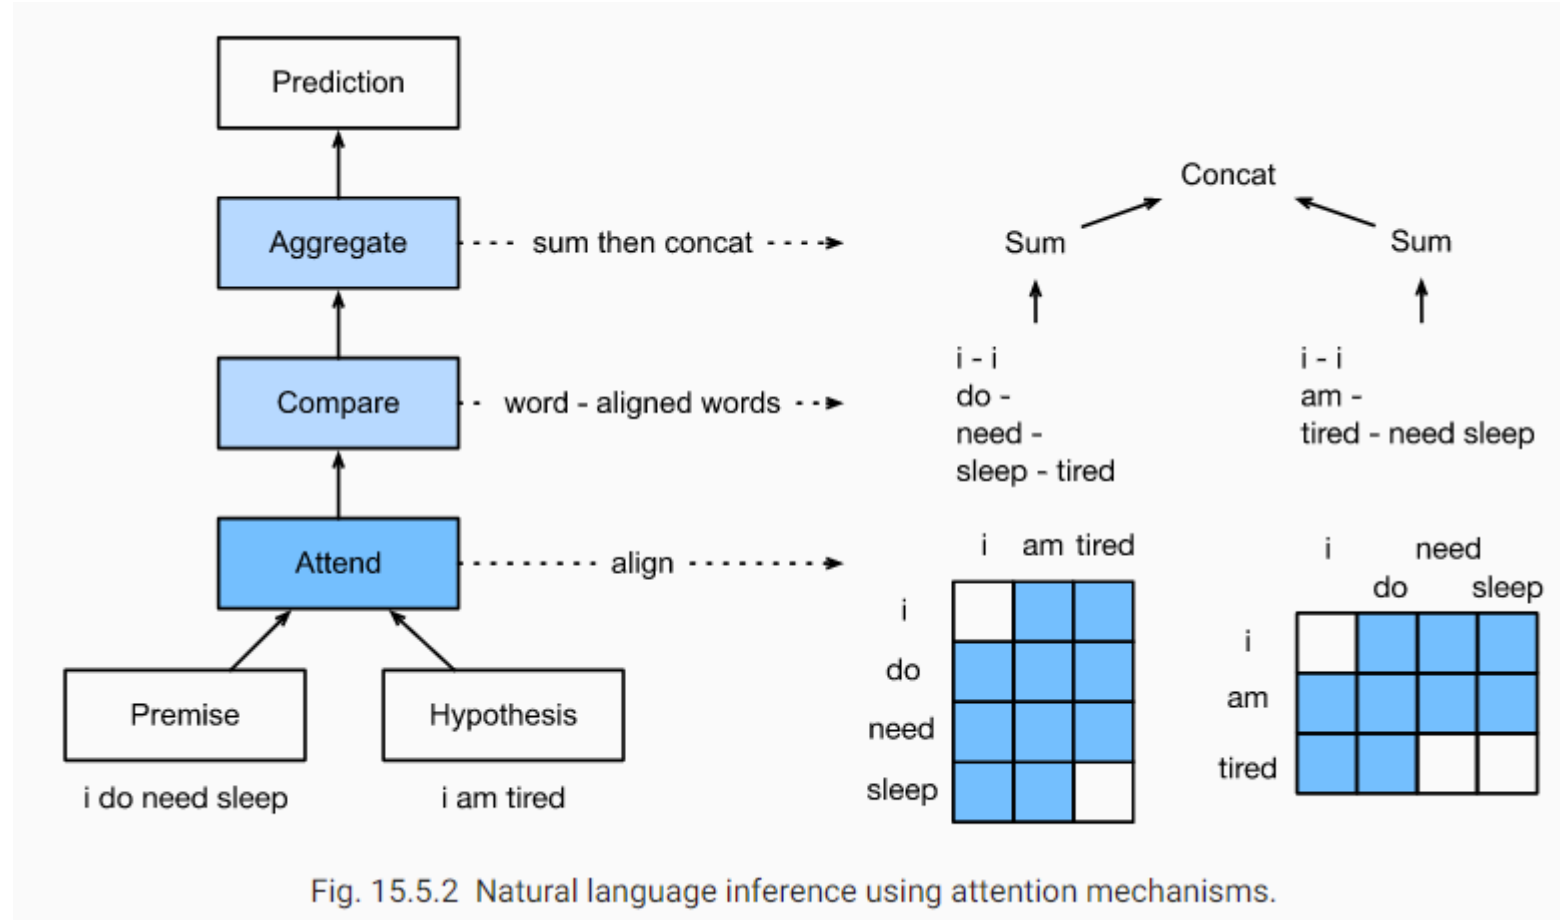 Prediction
Aggregate
sum then concat
Concat
Sum
Sum
Compare
word - aligned words
i - i
do -
need -
sleep - tired
i - i
am -
tired - need sleep
Attend
align
i am tired
i
do
need
sleep
i need
do sleep
i
am
tired
Premise
Hypothesis
i do need sleep
i am tired
Fig. 15.5.2 Natural language inference using attention mechanisms.